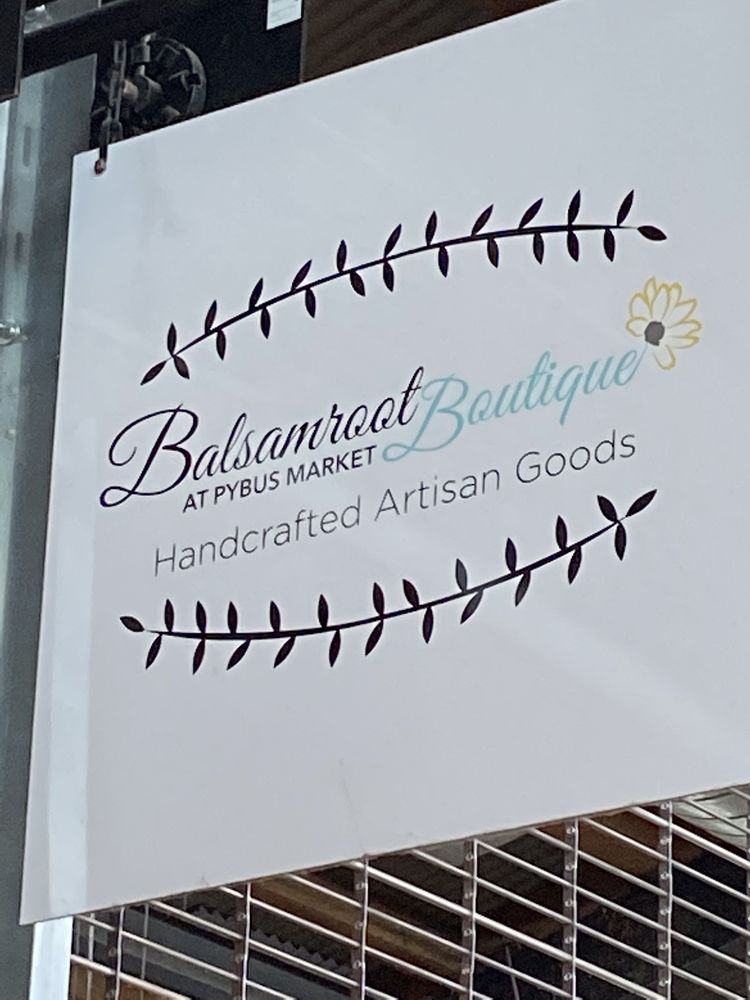 Balsamroot Boutique
AT PYBUS MARKET
Handcrafted Artisan Goods